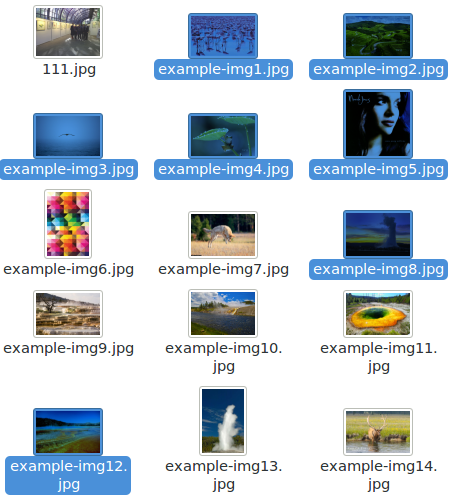 111.jpg
example-img1.jpg
example-img2.jpg
example-img3.jpg
example-img4.jpg
example-img5.jpg
example-img6.jpg
example-img7.jpg
example-img8.jpg
example-img9.jpg
example-img10.
jpg
example-img11.
jpg
example-img12.
jpg
example-img13.
jpg
example-img14.
jpg